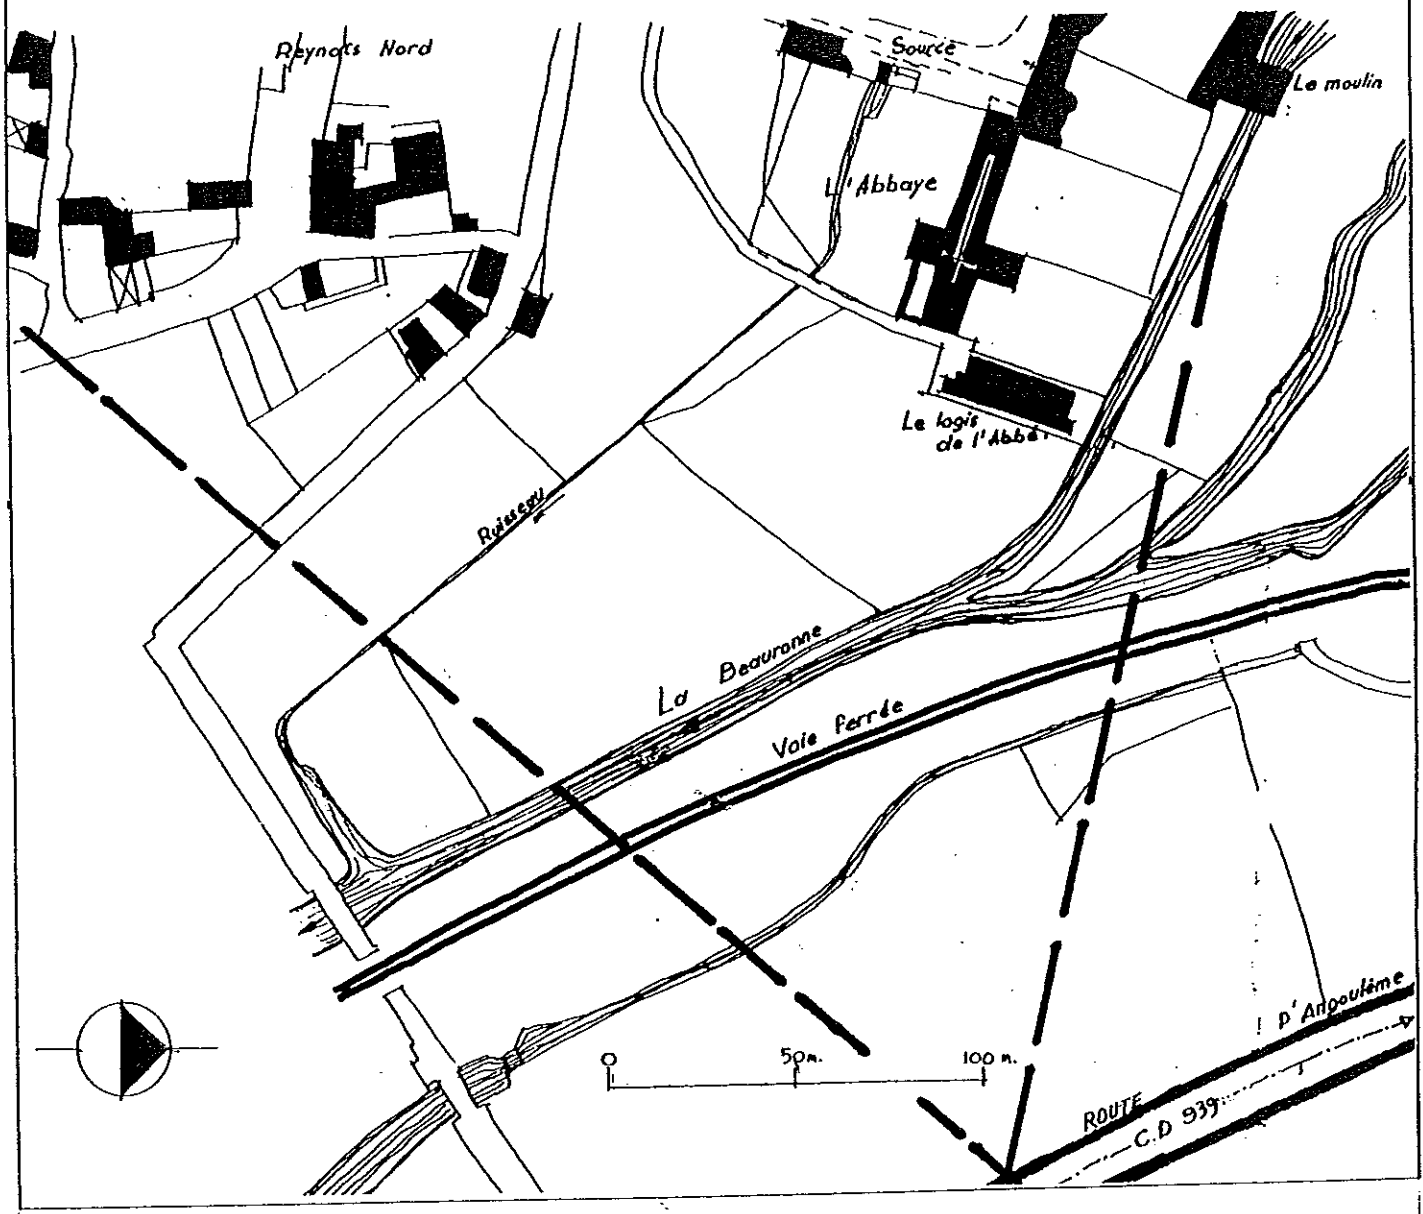 Reynats Nord
Source
Le moulin
L'Abbaye
Le logis
de l'Abbé
Ruisseau
La Beauronne
Voie ferrée
0 50m. 100 m.
ROUTE D'Angoulême
C.D 939